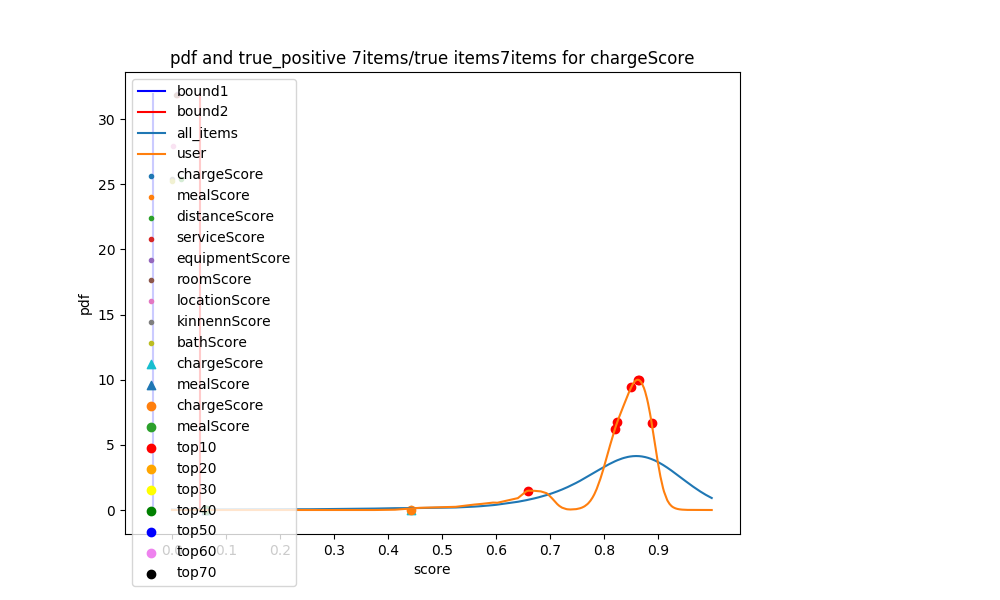 pdf and true_positive 7items/true items7items for chargeScore
bound1
bound2
all_items
user
chargeScore
mealScore
distanceScore
serviceScore
equipmentScore
roomScore
locationScore
kinnennScore
bathScore
chargeScore
mealScore
chargeScore
mealScore
top10
top20
top30
top40
top50
top60
top70
pdf
30
25
20
15
10
5
0
0.0 0.1 0.2 0.3 0.4 0.5 0.6 0.7 0.8 0.9
score